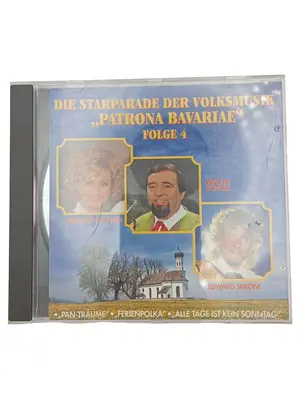 DIE STARPARADE DER VOLKSMUSIK
„PATRONA BAVARIAE"
FOLGE 4
EDWARD SIMONI
• „PAN-TRÄUME" • „FERIENPOLKA" • „ALLE TAGE IST KEIN SONNTAG"